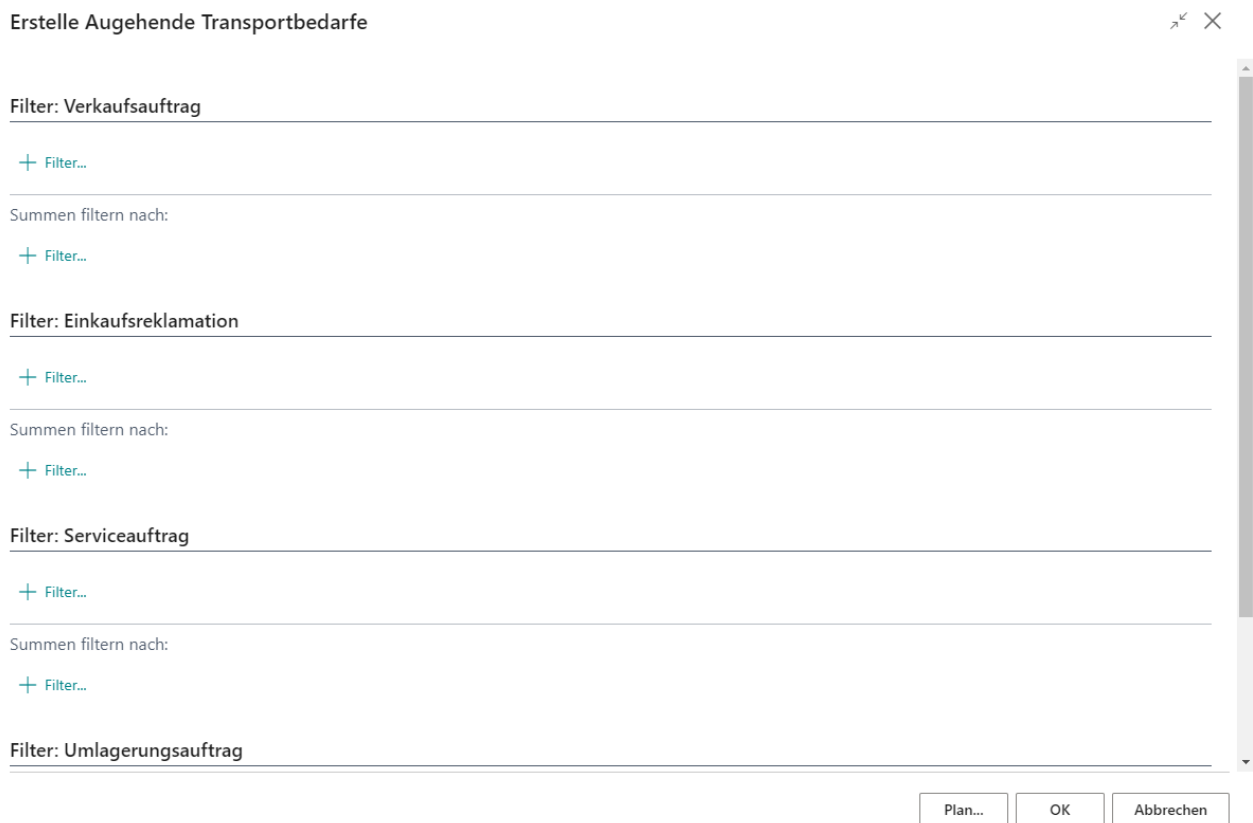 Erstelle Augehende Transportbedarfe
Filter: Verkaufsauftrag
Filter...
Summen filtern nach:
Filter...
Filter: Einkaufsreklamation
Filter...
Summen filtern nach:
Filter...
Filter: Serviceauftrag
Filter...
Summen filtern nach:
Filter...
Filter: Umlagerungsauftrag
Plan... OK Abbrechen